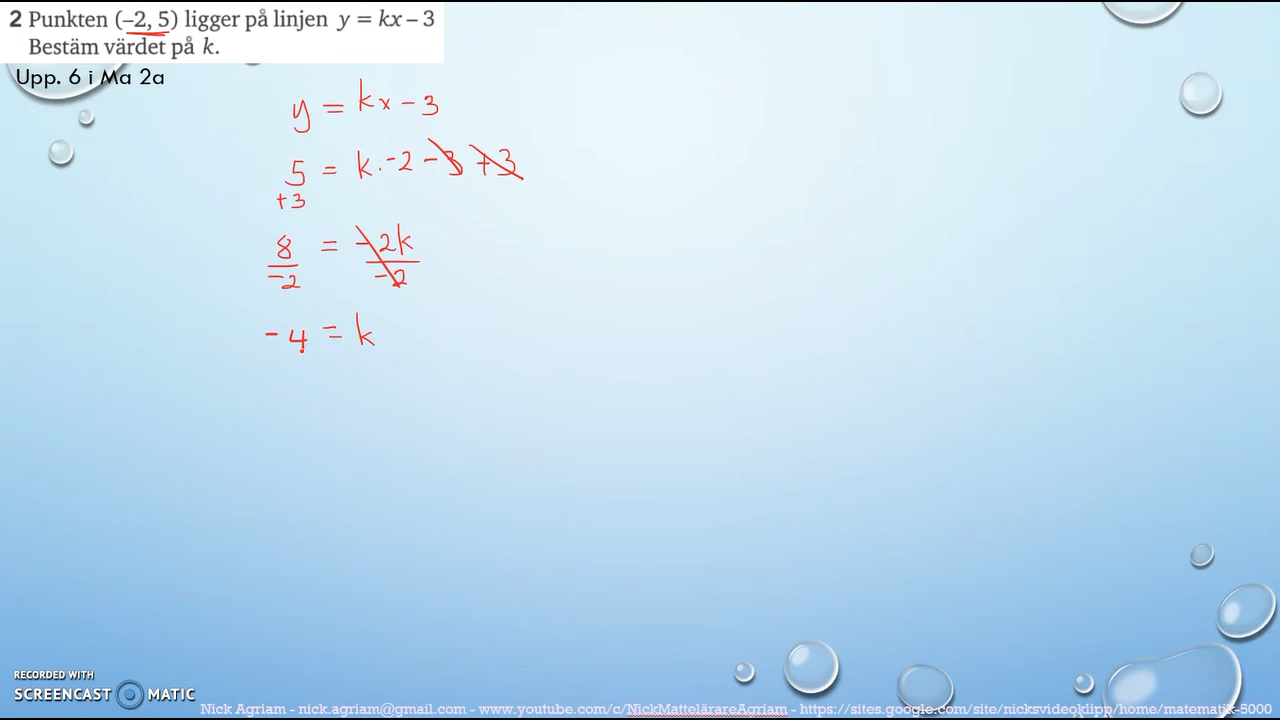 2 Punkten (–2, 5) ligger på linjen y = kx – 3
Bestäm värdet på k.
Upp. 6 i Ma 2a
y = kx - 3
5 = k · -2 - 3 + 3
+3
8 = -2k
-2 -2
-4 = k
RECORDED WITH
SCREENCAST MATIC
Nick Agriam - nick.agriam@gmail.com - www.youtube.com/c/NickMattelärareAgriam - https://sites.google.com/site/nicksvideoklipp/home/matematik-5000